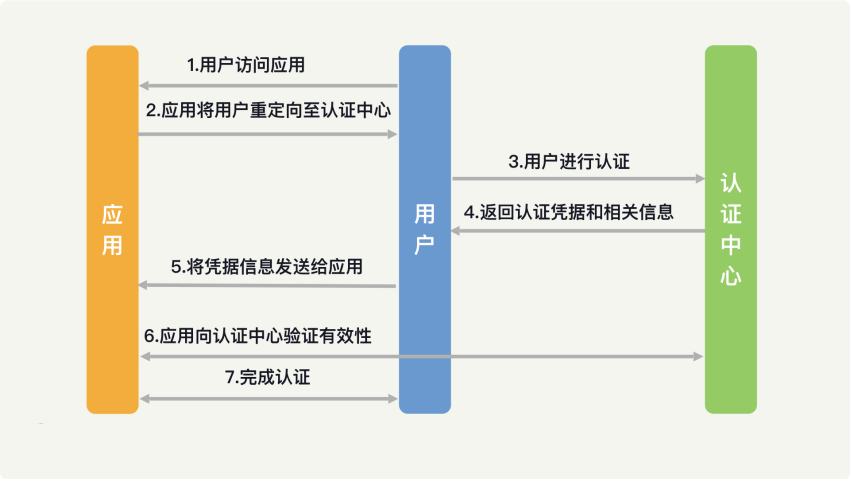 1.用户访问应用
2.应用将用户重定向至认证中心
3.用户进行认证
4.返回认证凭据和相关信息
5.将凭据信息发送给应用
6.应用向认证中心验证有效性
7.完成认证
应用
用户
认证中心